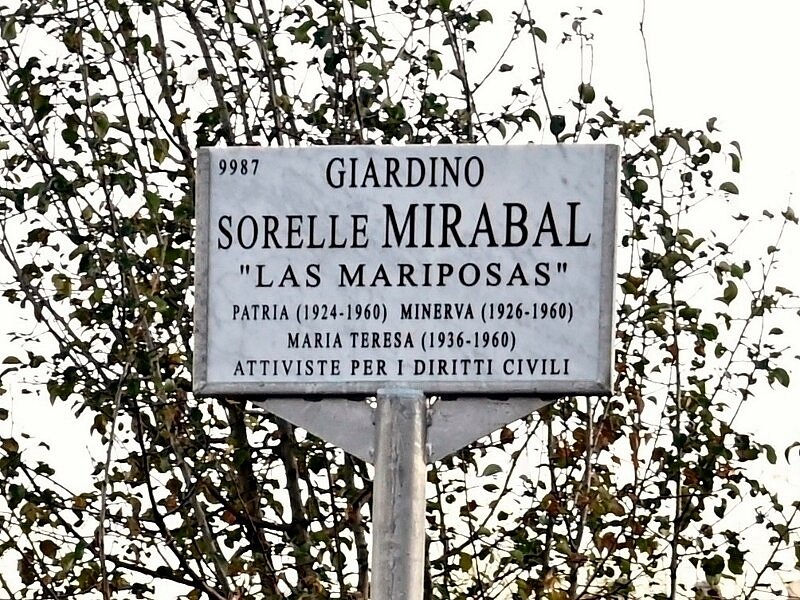 9987
GIARDINO
SORELLE MIRABAL
"LAS MARIPOSAS"
PATRIA (1924-1960) MINERVA (1926-1960)
MARIA TERESA (1936-1960)
ATTIVISTE PER I DIRITTI CIVILI